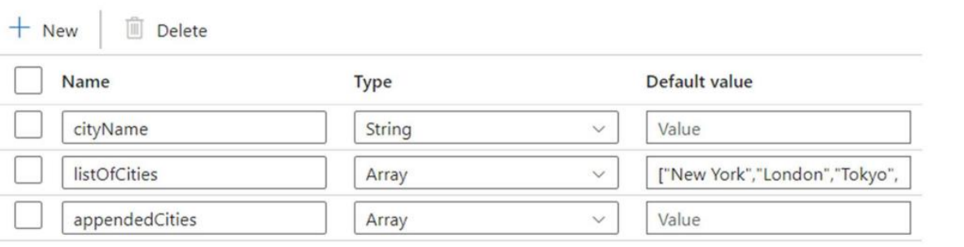 + New Delete
Name Type Default value
cityName String Value
listOfCities Array ["New York","London","Tokyo",
appendedCities Array Value